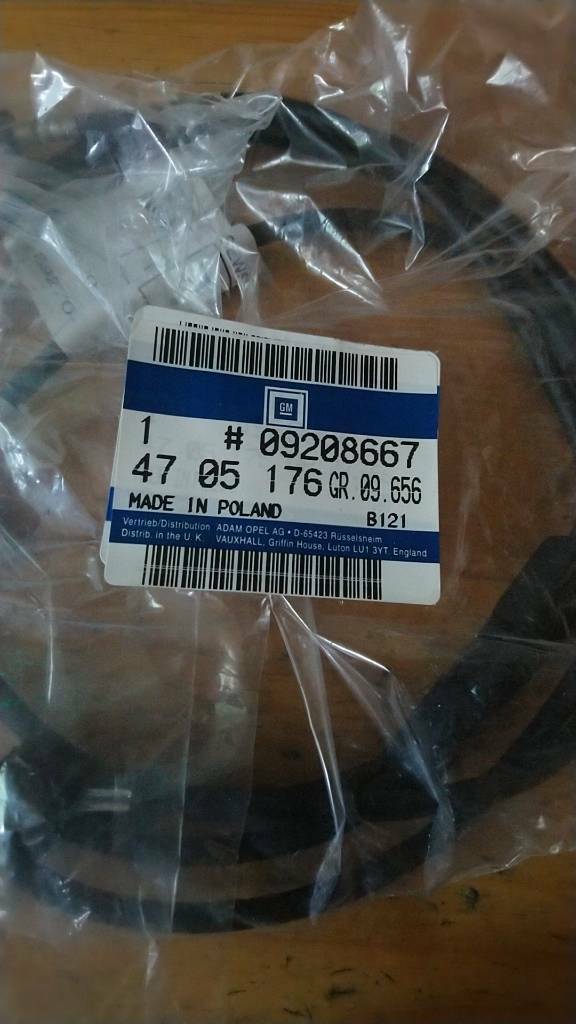 GM
1 # 09208667
47 05 176 GR.09.656
MADE IN POLAND B121
Vertrieb/Distribution ADAM OPEL AG • D-65423 Rüsselsheim
Distrib. in the U. K. VAUXHALL, Griffin House, Luton LU1 3YT. England